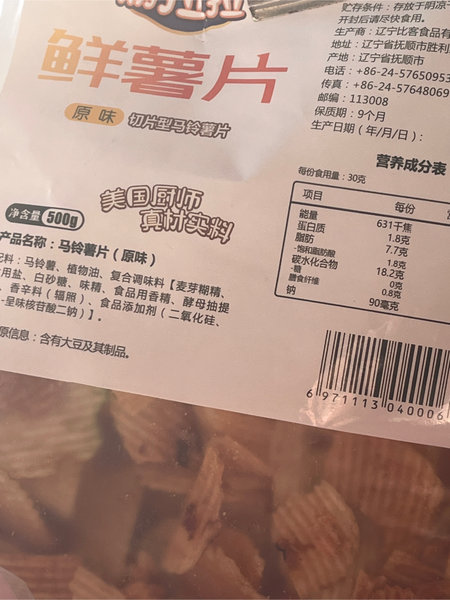 贮存条件：存放于阴凉干
开封后请尽快食用。
生产商：辽宁比客食品有
地址：辽宁省抚顺市胜利
产地：辽宁省抚顺市
电话：+86-24-5765095
传真：+86-24-57648069
邮编：113008
保质期：9个月
生产日期（年/月/日）：
鲜薯片
原味
切片型马铃薯片
净含量 500g
美国厨师
真材实料
产品名称：马铃薯片（原味）
配料：马铃薯、植物油、复合调味料【麦芽糊精、
食用盐、白砂糖、味精、食品用香精、酵母抽提
、香辛料（辐照）、食品添加剂（二氧化硅、
-呈味核苷酸二钠）】。
原信息：含有大豆及其制品。
营养成分表
每份食用量：30克
项目 每份
能量 631千焦
蛋白质 1.8克
脂肪 7.7克
-饱和脂肪酸 1.8克
碳水化合物 18.2克
-糖 0克
膳食纤维 0.8克
钠 90毫克
6 971113 040006